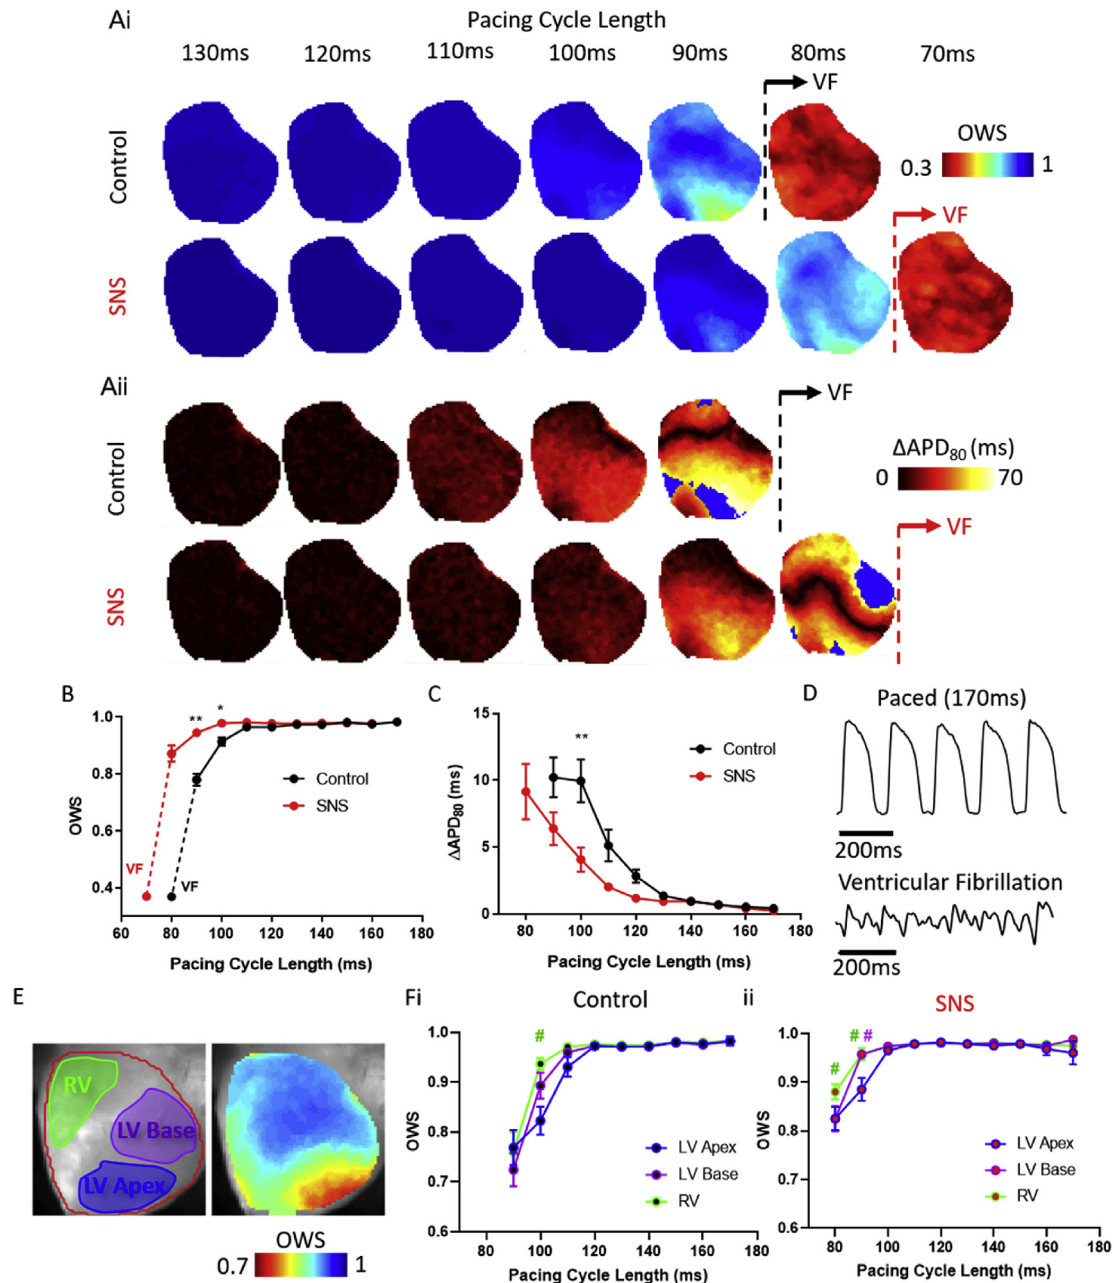 Ai
Pacing Cycle Length
130ms 120ms 110ms 100ms 90ms 80ms 70ms
VF
Control
OWS
0.3 1
VF
SNS
Aii
VF
Control
ΔAPD80 (ms)
0 70
VF
SNS
B
1.0
0.8
0.6
0.4
OWS
** *
Control
SNS
VF
VF
60 80 100 120 140 160 180
Pacing Cycle Length (ms)
C
15
10
5
0
ΔAPD80 (ms)
**
Control
SNS
80 100 120 140 160 180
Pacing Cycle Length (ms)
D
Paced (170ms)
200ms
Ventricular Fibrillation
200ms
E
RV
LV Base
LV Apex
OWS
0.7 1
Fi
Control
1.0
0.9
0.8
0.7
0.6
OWS
#
LV Apex
LV Base
RV
80 100 120 140 160 180
Pacing Cycle Length (ms)
ii
SNS
1.0
0.9
0.8
0.7
0.6
OWS
# # #
LV Apex
LV Base
RV
80 100 120 140 160 180
Pacing Cycle Length (ms)